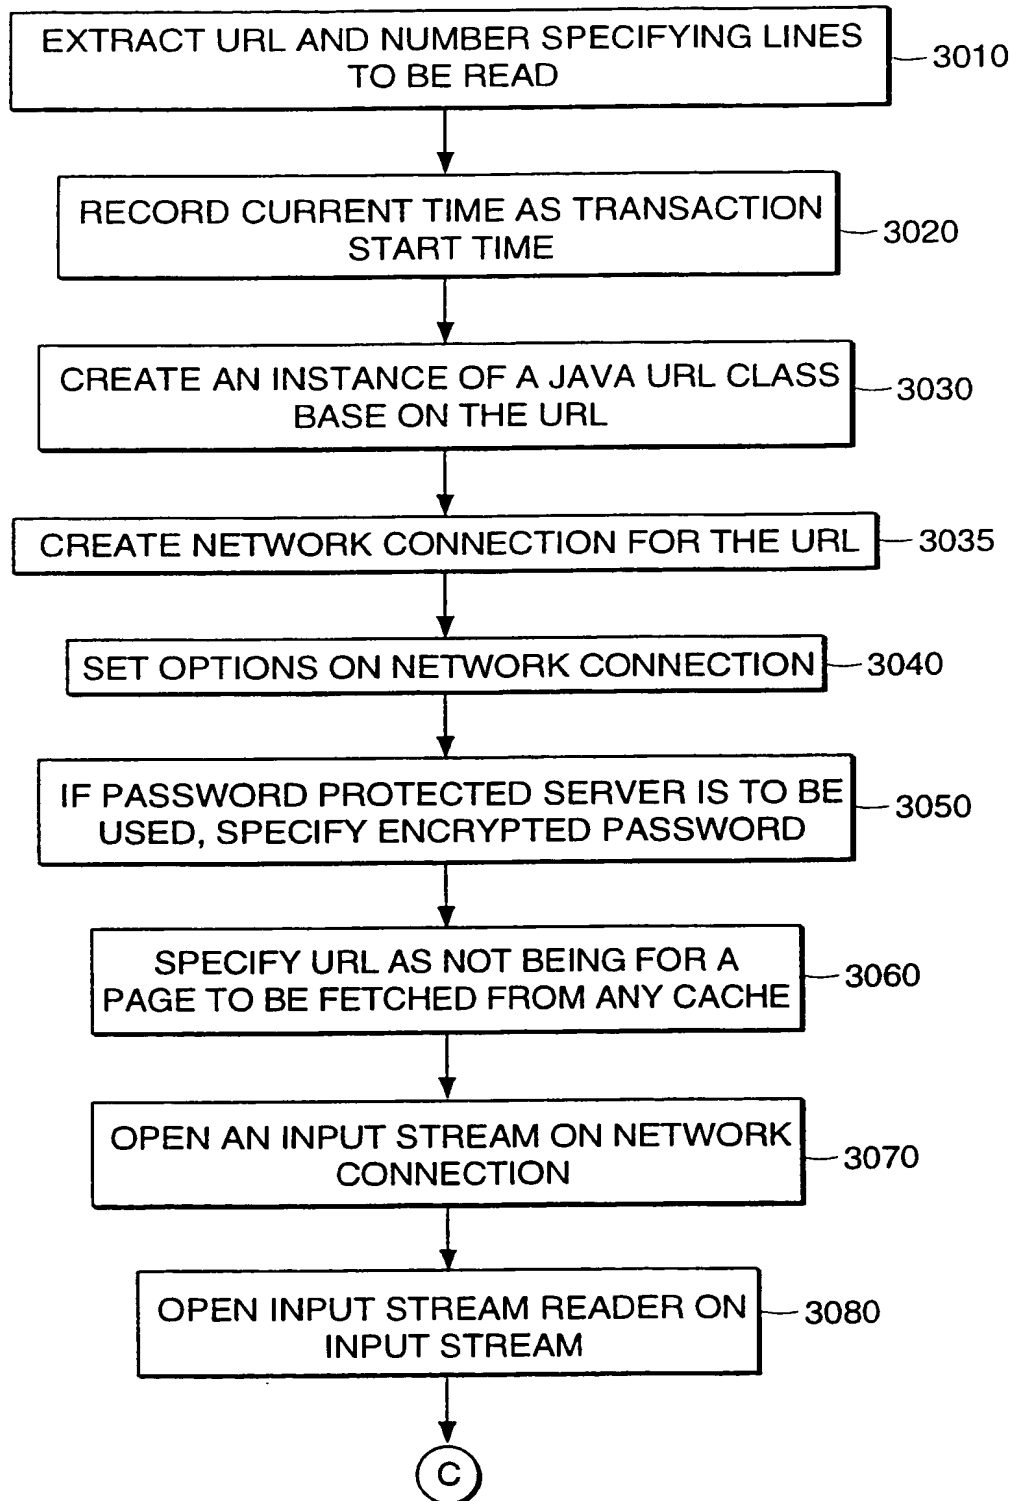 EXTRACT URL AND NUMBER SPECIFYING LINES
TO BE READ
3010
RECORD CURRENT TIME AS TRANSACTION
START TIME
3020
CREATE AN INSTANCE OF A JAVA URL CLASS
BASE ON THE URL
3030
CREATE NETWORK CONNECTION FOR THE URL
3035
SET OPTIONS ON NETWORK CONNECTION
3040
IF PASSWORD PROTECTED SERVER IS TO BE
USED, SPECIFY ENCRYPTED PASSWORD
3050
SPECIFY URL AS NOT BEING FOR A
PAGE TO BE FETCHED FROM ANY CACHE
3060
OPEN AN INPUT STREAM ON NETWORK
CONNECTION
3070
OPEN INPUT STREAM READER ON
INPUT STREAM
3080
C